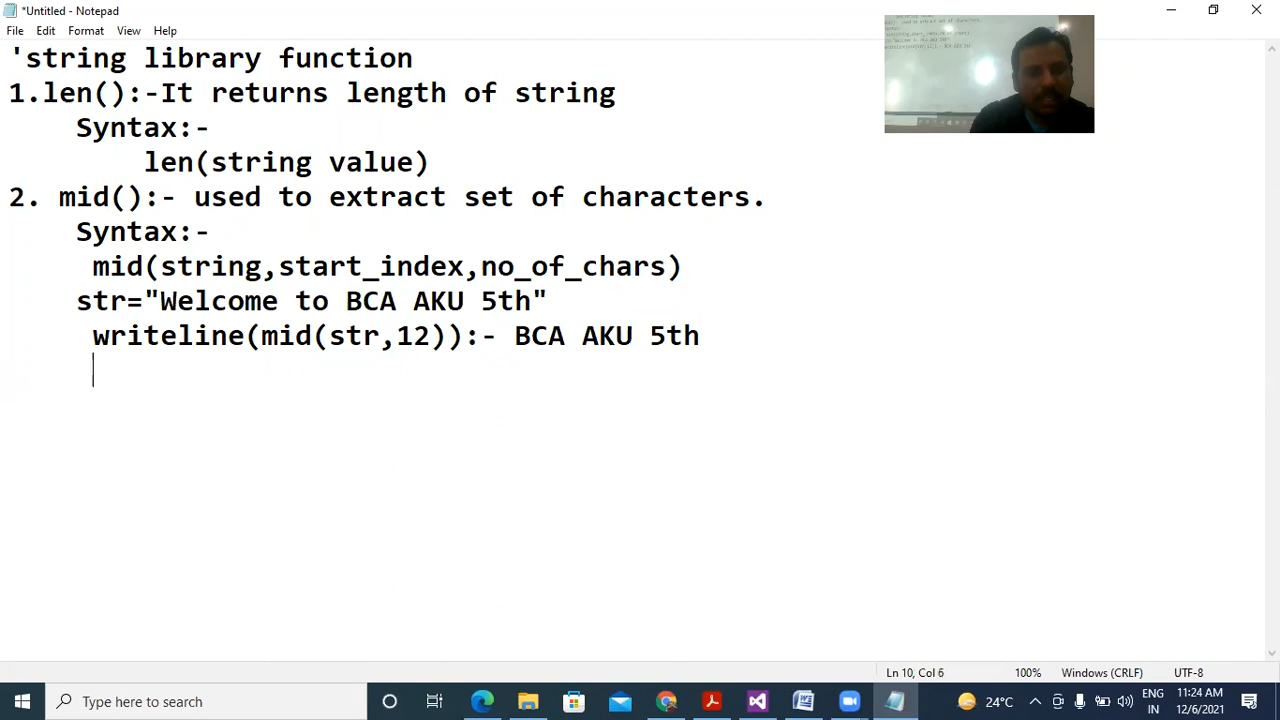 *Untitled - Notepad
File Edit Format View Help
'string library function
1.len():-It returns length of string
Syntax:-
len(string value)
2. mid():- used to extract set of characters.
Syntax:-
mid(string,start_index,no_of_chars)
str="Welcome to BCA AKU 5th"
writeline(mid(str,12)):- BCA AKU 5th
Ln 10, Col 6 100% Windows (CRLF) UTF-8
Type here to search
24°C
ENG
IN
11:24 AM
12/6/2021